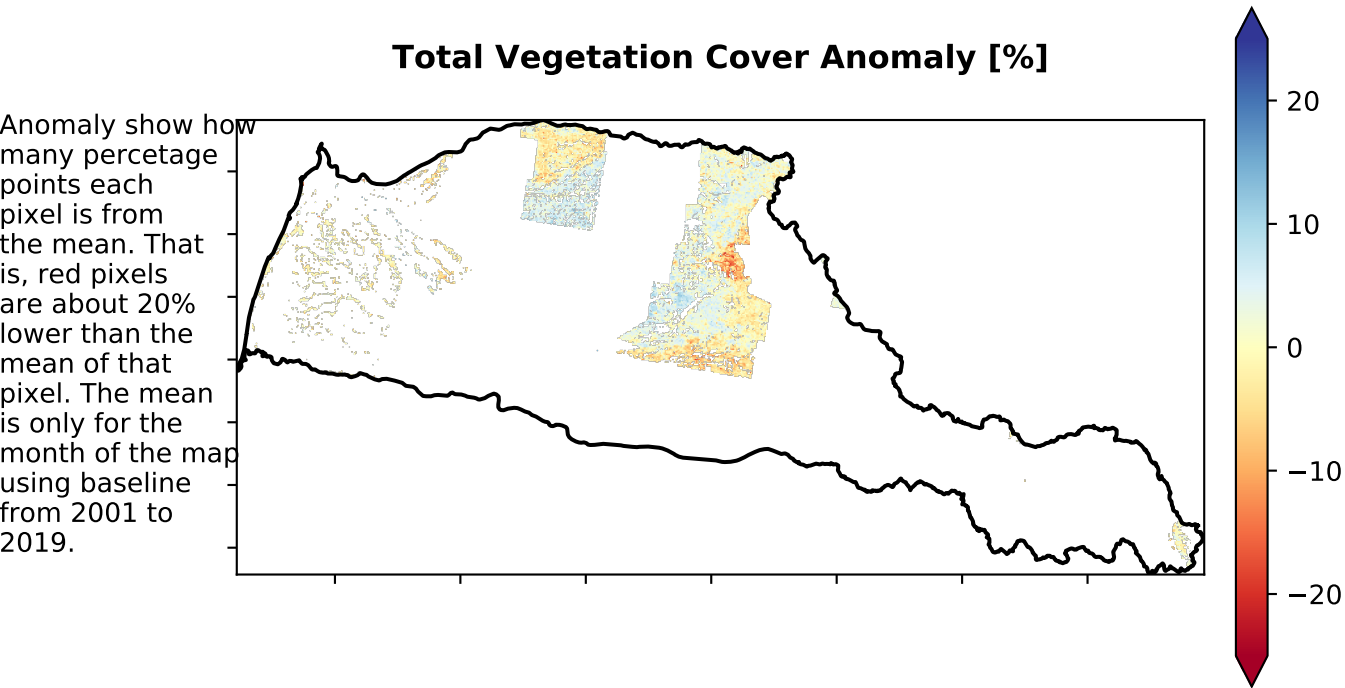 Total Vegetation Cover Anomaly [%]
Anomaly show how
many percetage
points each
pixel is from
the mean. That
is, red pixels
are about 20%
lower than the
mean of that
pixel. The mean
is only for the
month of the map
using baseline
from 2001 to
2019.
20
10
0
−10
−20